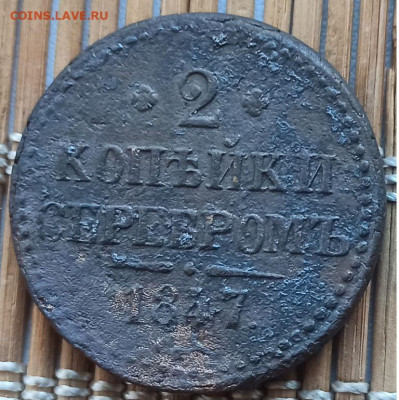 COINS.LAVE.RU
2
КОПѢЙКИ
СЕРЕБРОМЪ
1847.